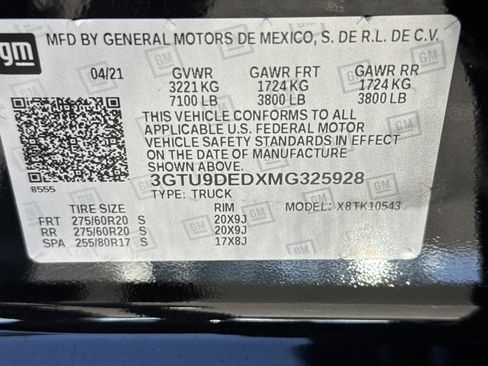 gm
MFD BY GENERAL MOTORS DE MEXICO, S. DE R.L. DE C.V.
04/21 GVWR GAWR FRT GAWR RR
3221 KG 1724 KG 1724 KG
7100 LB 3800 LB 3800 LB
THIS VEHICLE CONFORMS TO ALL
APPLICABLE U.S. FEDERAL MOTOR
VEHICLE SAFETY STANDARDS IN EFFECT
ON THE DATE OF MANUFACTURE
SHOWN ABOVE.
8555 3GTU9DEDXMG325928
TYPE: TRUCK
TIRE SIZE RIM MODEL: X8TK10543
FRT 275/60R20 S 20X9J
RR 275/60R20 S 20X9J
SPA 255/80R17 S 17X8J